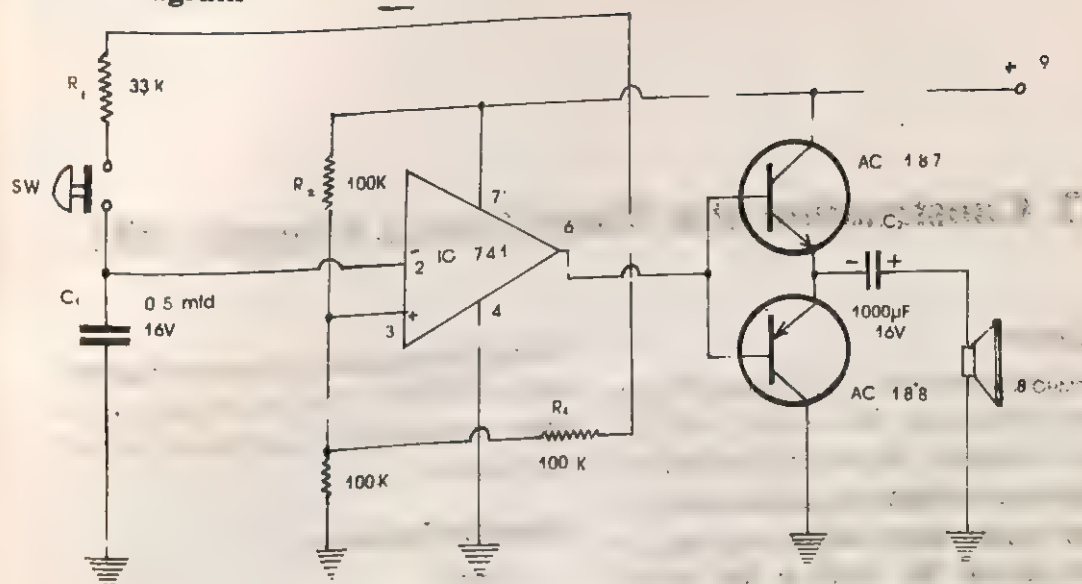 R₁ 33 K
+ 9
SW
R₂ 100K
AC 187
7
6
- 2
IC 741
C₁ 0 5 mfd
16V
3 +
4
- +
1000µF
16V
AC 188
R₄
100 K
100 K